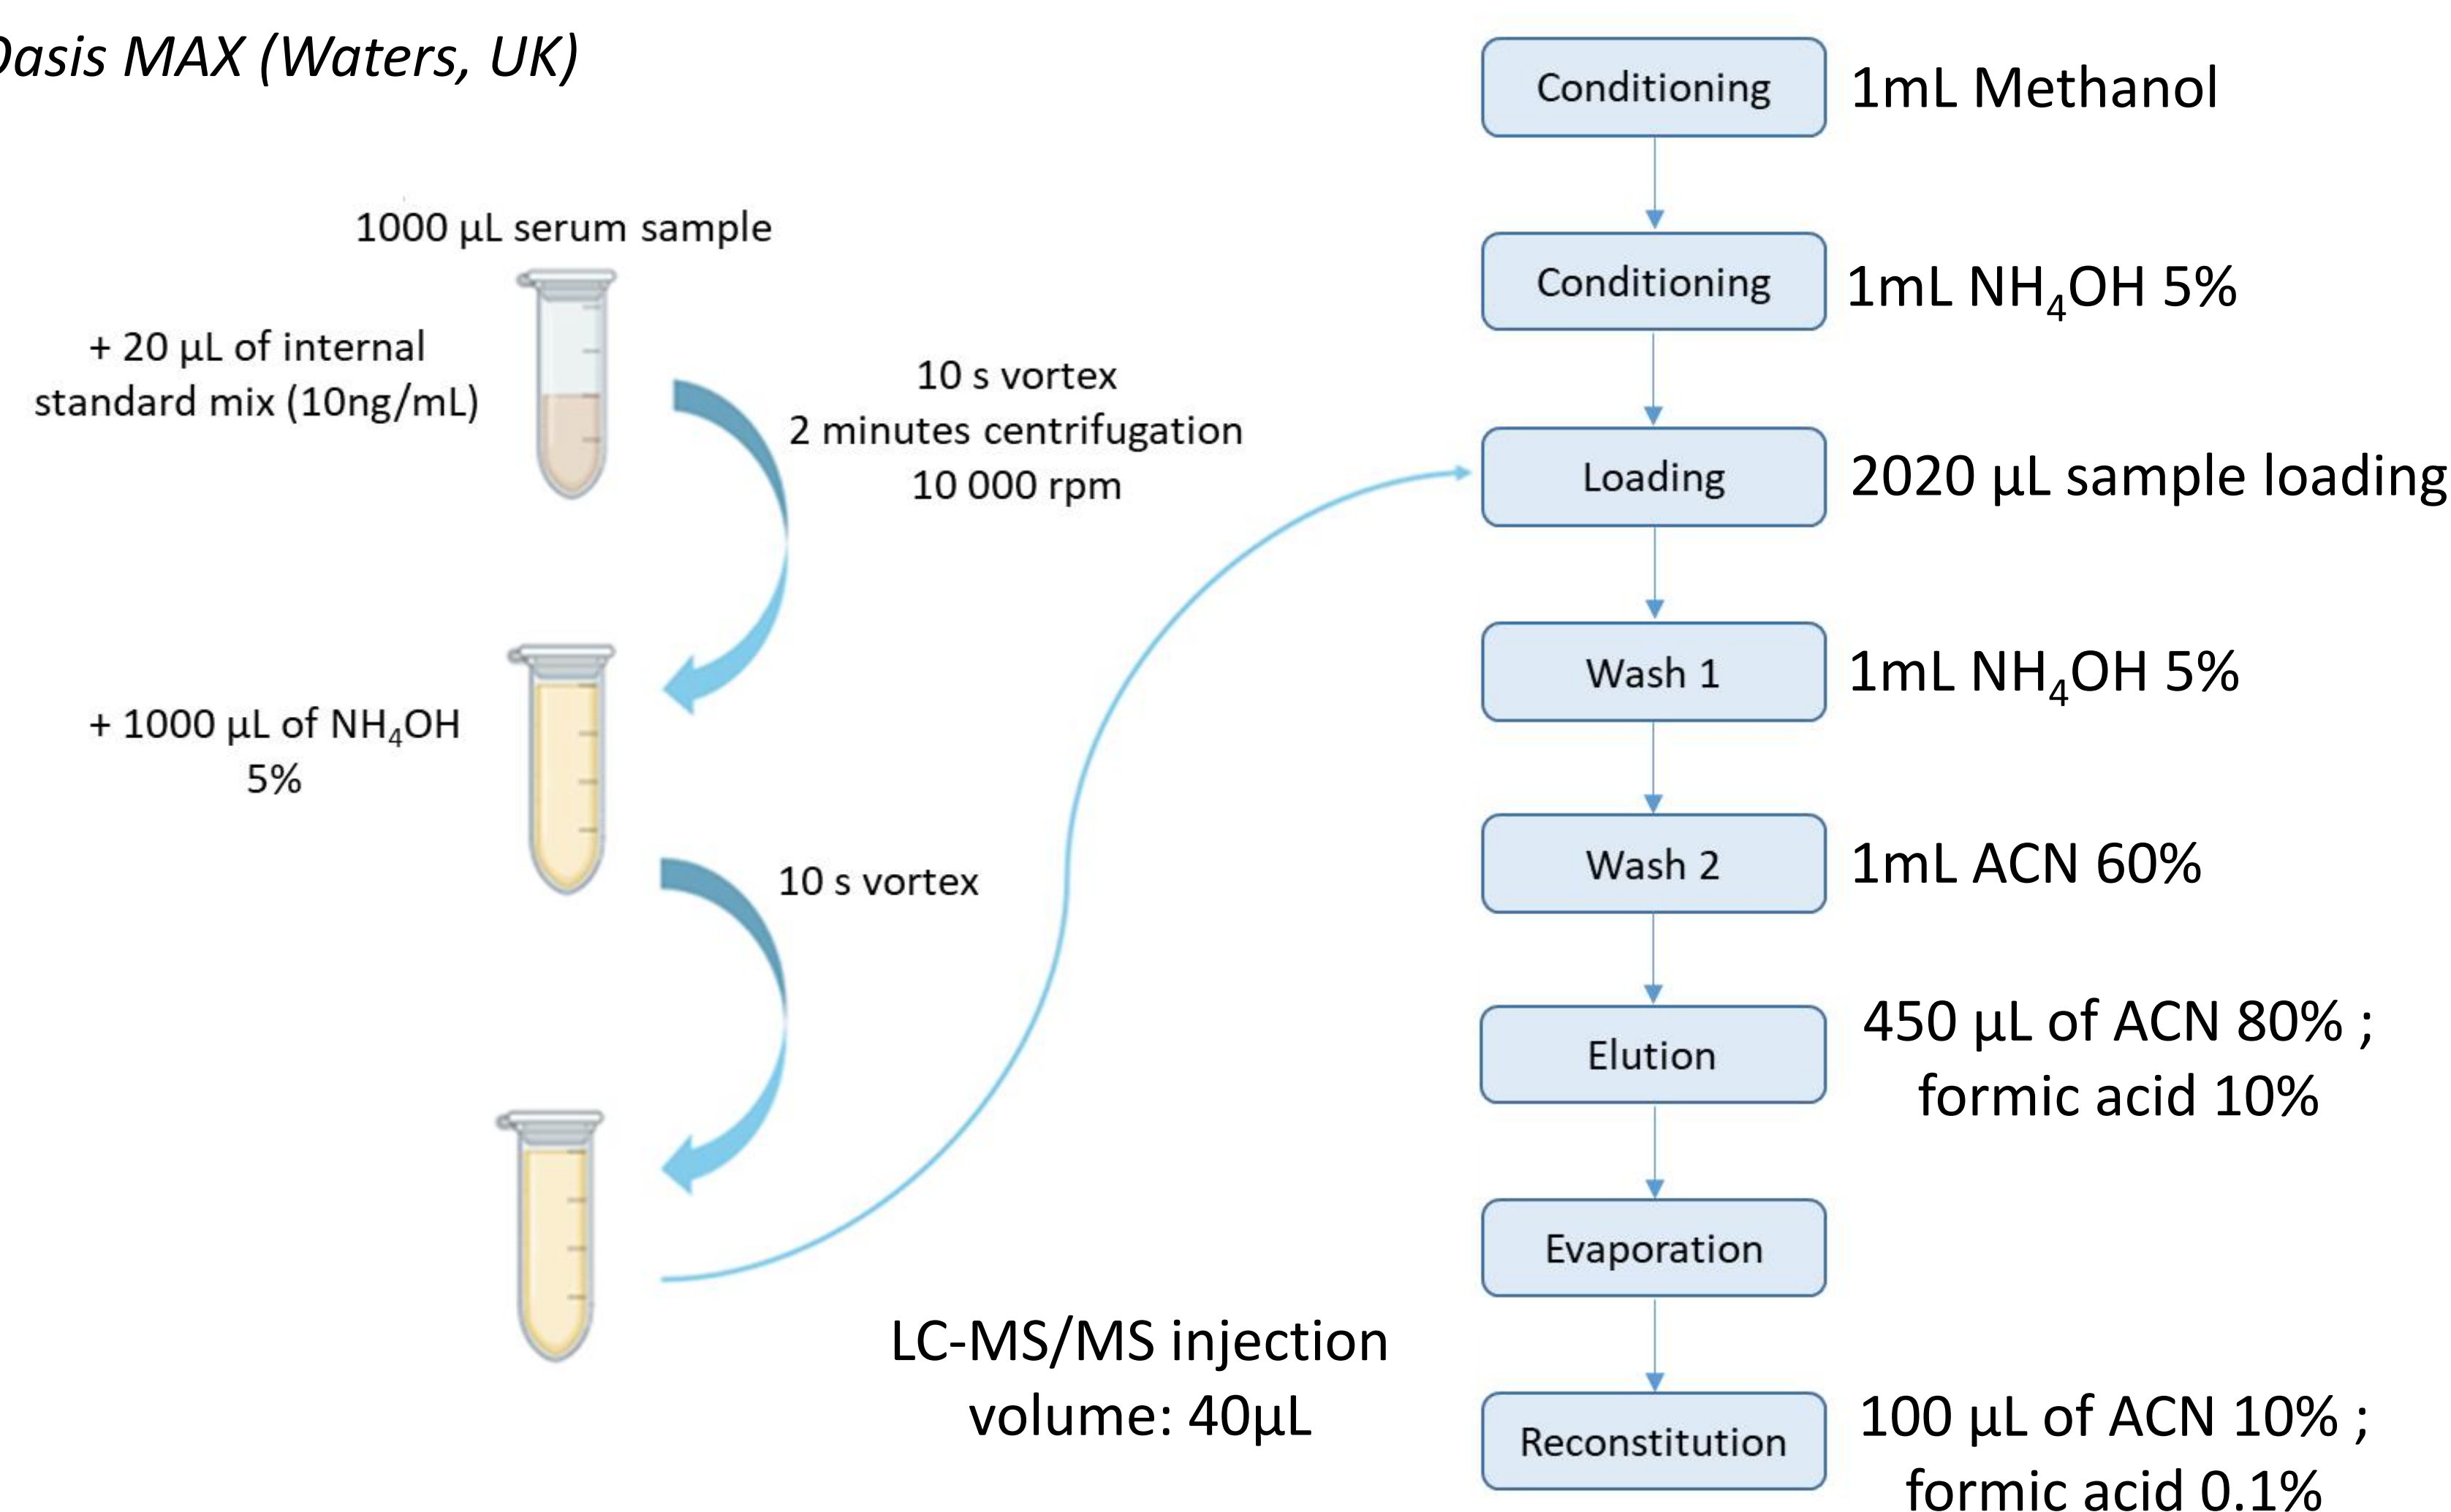 Oasis MAX (Waters, UK)
1000 µL serum sample
+ 20 µL of internal
standard mix (10ng/mL)
10 s vortex
2 minutes centrifugation
10 000 rpm
+ 1000 µL of NH₄OH
5%
10 s vortex
LC-MS/MS injection
volume: 40µL
Conditioning
1mL Methanol
Conditioning
1mL NH₄OH 5%
Loading
2020 µL sample loading
Wash 1
1mL NH₄OH 5%
Wash 2
1mL ACN 60%
Elution
450 µL of ACN 80% ;
formic acid 10%
Evaporation
Reconstitution
100 µL of ACN 10% ;
formic acid 0.1%